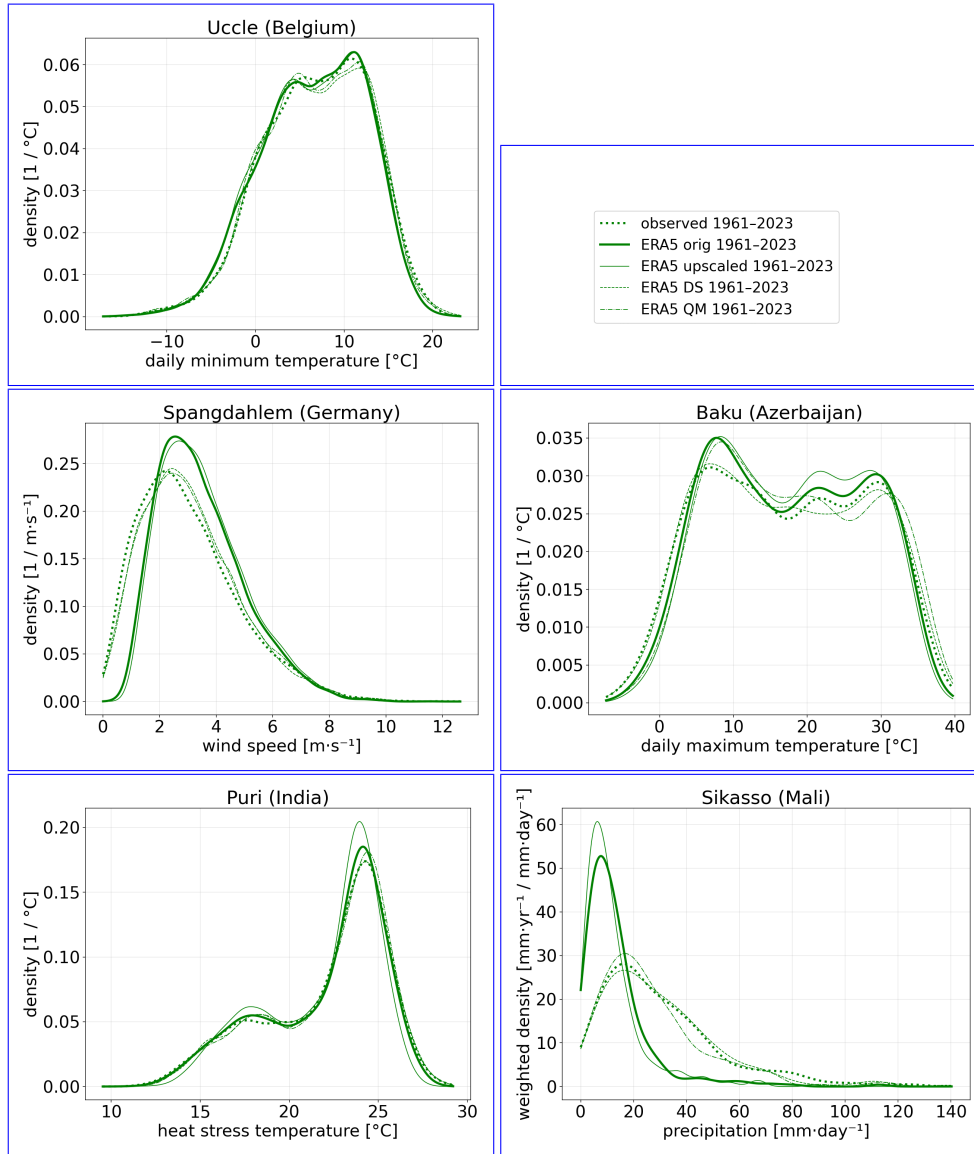 Uccle (Belgium)
density [1 / °C]
0.06
0.05
0.04
0.03
0.02
0.01
0.00
−10 0 10 20
daily minimum temperature [°C]
observed 1961–2023
ERA5 orig 1961–2023
ERA5 upscaled 1961–2023
ERA5 DS 1961–2023
ERA5 QM 1961–2023
Spangdahlem (Germany)
density [1 / m·s⁻¹]
0.25
0.20
0.15
0.10
0.05
0.00
0 2 4 6 8 10 12
wind speed [m·s⁻¹]
Baku (Azerbaijan)
density [1 / °C]
0.035
0.030
0.025
0.020
0.015
0.010
0.005
0.000
0 10 20 30 40
daily maximum temperature [°C]
Puri (India)
density [1 / °C]
0.20
0.15
0.10
0.05
0.00
10 15 20 25 30
heat stress temperature [°C]
Sikasso (Mali)
weighted density [mm·yr⁻¹ / mm·day⁻¹]
60
50
40
30
20
10
0
0 20 40 60 80 100 120 140
precipitation [mm·day⁻¹]